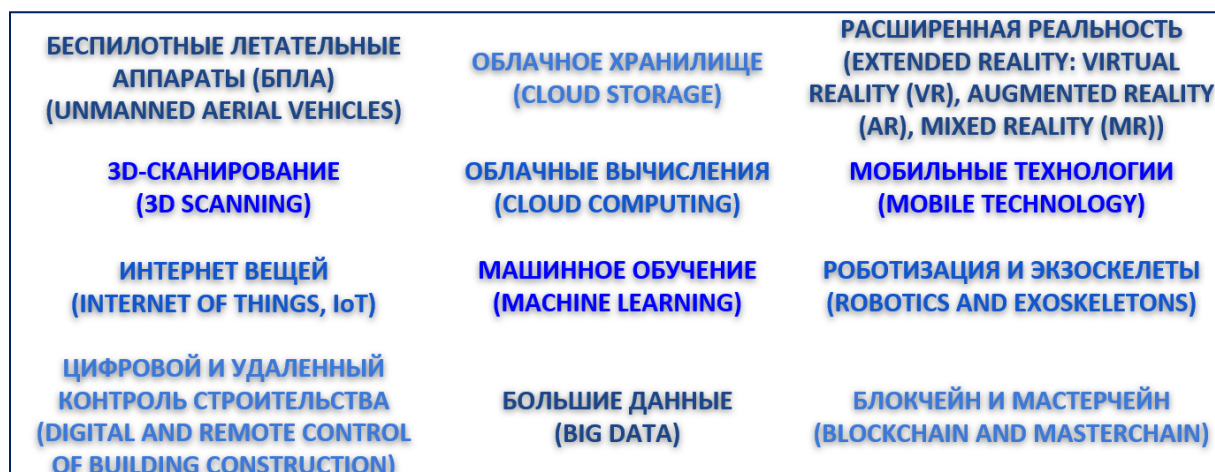 БЕСПИЛОТНЫЕ ЛЕТАТЕЛЬНЫЕ
АППАРАТЫ (БПЛА)
(UNMANNED AERIAL VEHICLES)
ОБЛАЧНОЕ ХРАНИЛИЩЕ
(CLOUD STORAGE)
РАСШИРЕННАЯ РЕАЛЬНОСТЬ
(EXTENDED REALITY: VIRTUAL
REALITY (VR), AUGMENTED REALITY
(AR), MIXED REALITY (MR))
3D-СКАНИРОВАНИЕ
(3D SCANNING)
ОБЛАЧНЫЕ ВЫЧИСЛЕНИЯ
(CLOUD COMPUTING)
МОБИЛЬНЫЕ ТЕХНОЛОГИИ
(MOBILE TECHNOLOGY)
ИНТЕРНЕТ ВЕЩЕЙ
(INTERNET OF THINGS, IoT)
МАШИННОЕ ОБУЧЕНИЕ
(MACHINE LEARNING)
РОБОТИЗАЦИЯ И ЭКЗОСКЕЛЕТЫ
(ROBOTICS AND EXOSKELETONS)
ЦИФРОВОЙ И УДАЛЕННЫЙ
КОНТРОЛЬ СТРОИТЕЛЬСТВА
(DIGITAL AND REMOTE CONTROL
OF BUILDING CONSTRUCTION)
БОЛЬШИЕ ДАННЫЕ
(BIG DATA)
БЛОКЧЕЙН И МАСТЕРЧЕЙН
(BLOCKCHAIN AND MASTERCHAIN)